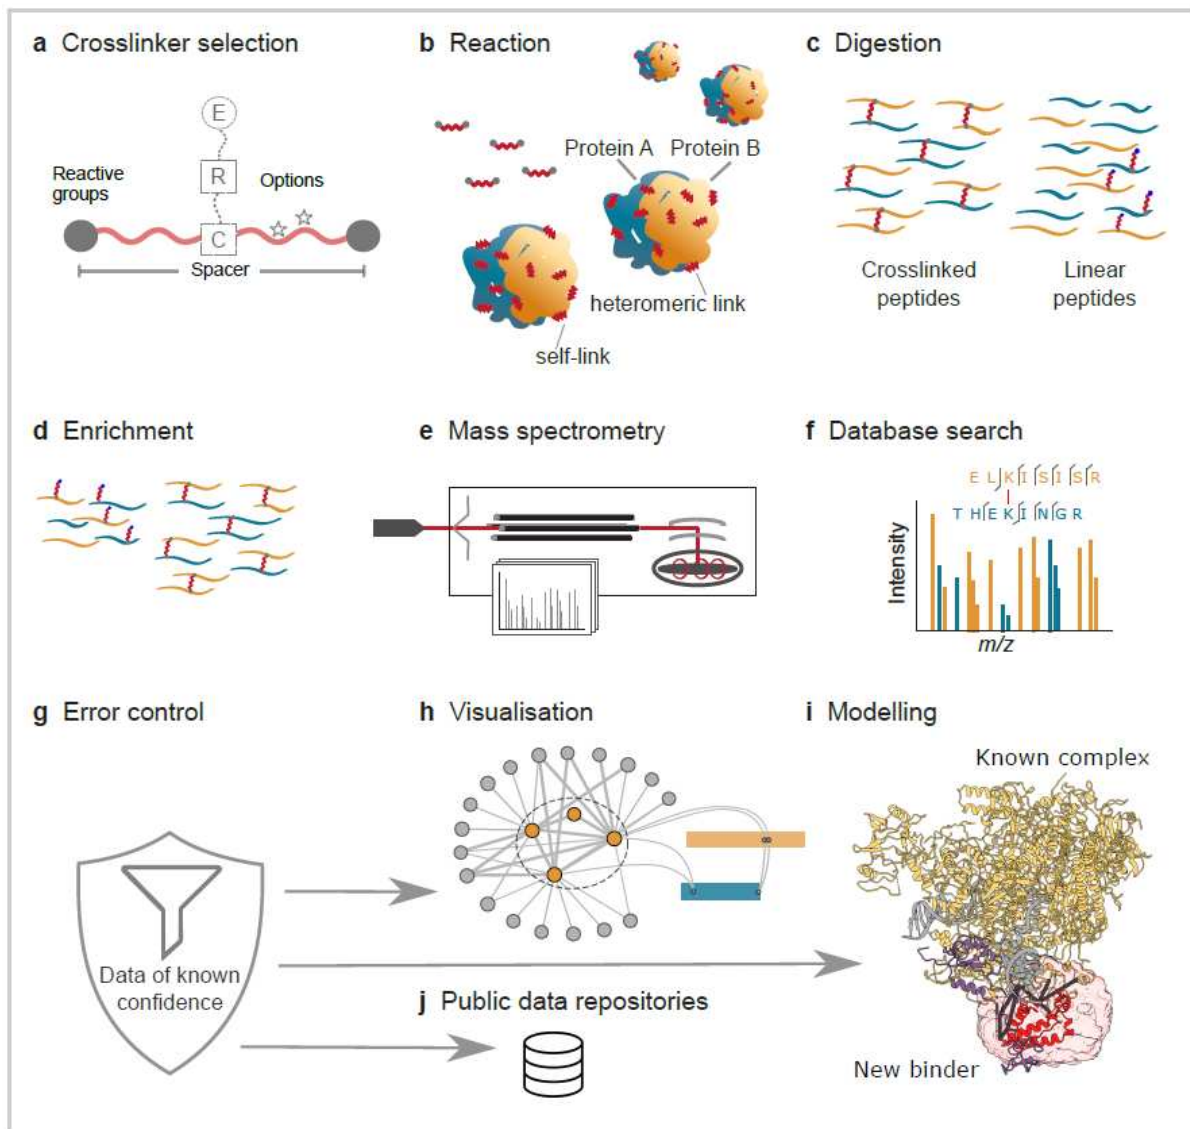 a Crosslinker selection
E
R
C
Reactive
groups
Options
Spacer
b Reaction
Protein A Protein B
heteromeric link
self-link
c Digestion
Crosslinked
peptides
Linear
peptides
d Enrichment
e Mass spectrometry
f Database search
E L K I S I S R
T H E K I N G R
Intensity
m/z
g Error control
Data of known
confidence
h Visualisation
i Modelling
Known complex
New binder
j Public data repositories